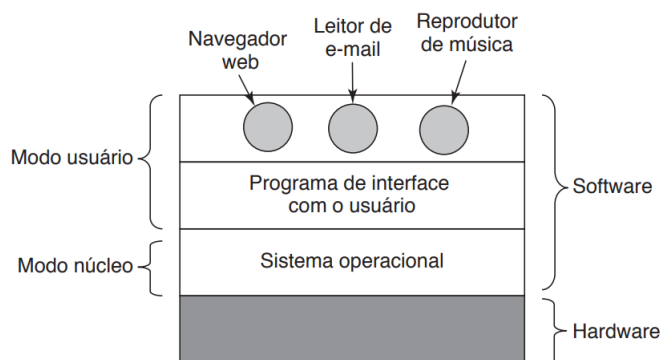 Navegador
web
Leitor de
e-mail
Reprodutor
de música
Modo usuário
Programa de interface
com o usuário
Software
Modo núcleo
Sistema operacional
Hardware